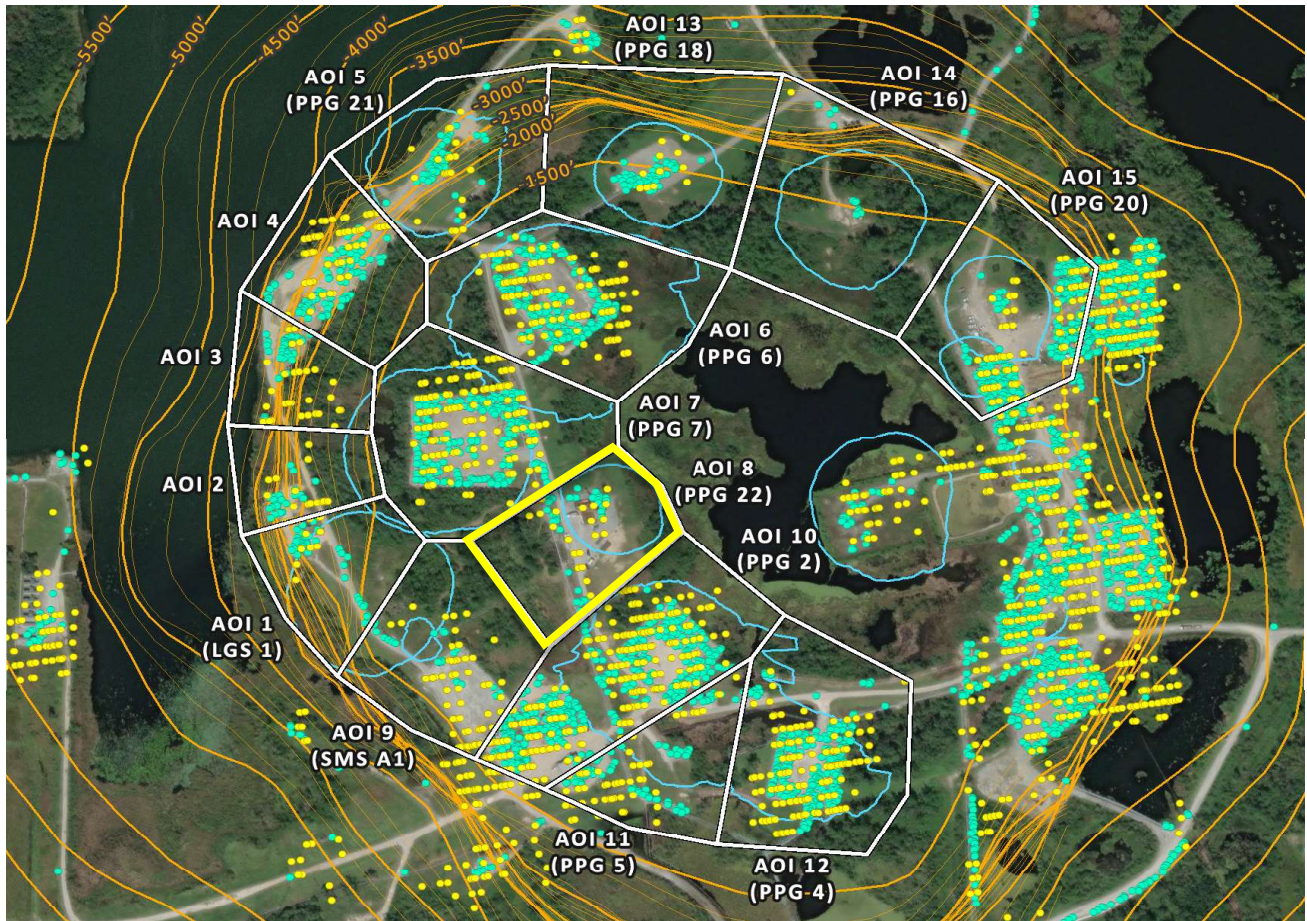 -5500'
-5000'
-4500'
-4000'
-3500'
-3000'
-2500'
-2000'
-1500'
AOI 13
(PPG 18)
AOI 5
(PPG 21)
AOI 14
(PPG 16)
AOI 15
(PPG 20)
AOI 4
AOI 3
AOI 6
(PPG 6)
AOI 7
(PPG 7)
AOI 2
AOI 8
(PPG 22)
AOI 10
(PPG 2)
AOI 1
(LGS 1)
AOI 9
(SMS A1)
AOI 11
(PPG 5)
AOI 12
(PPG 4)